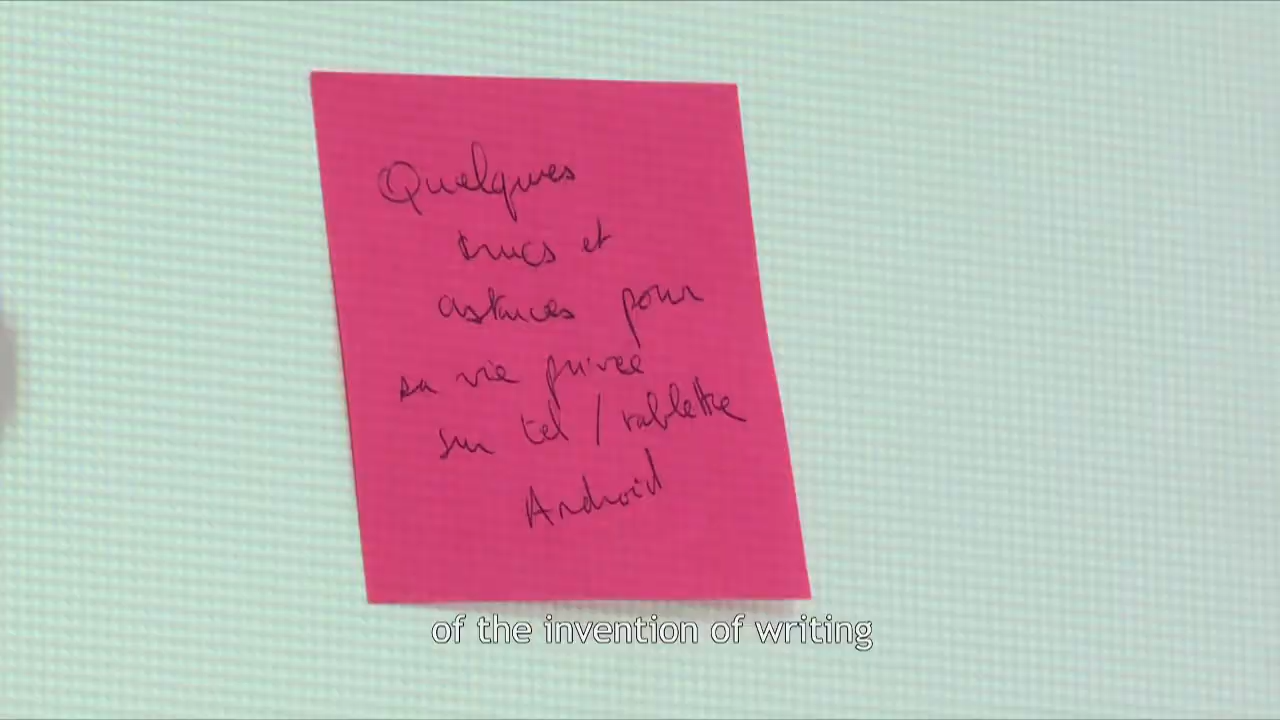 Quelques
trucs et
astuces pour
sa vie privée
sur tel / tablette
Android
of the invention of writing